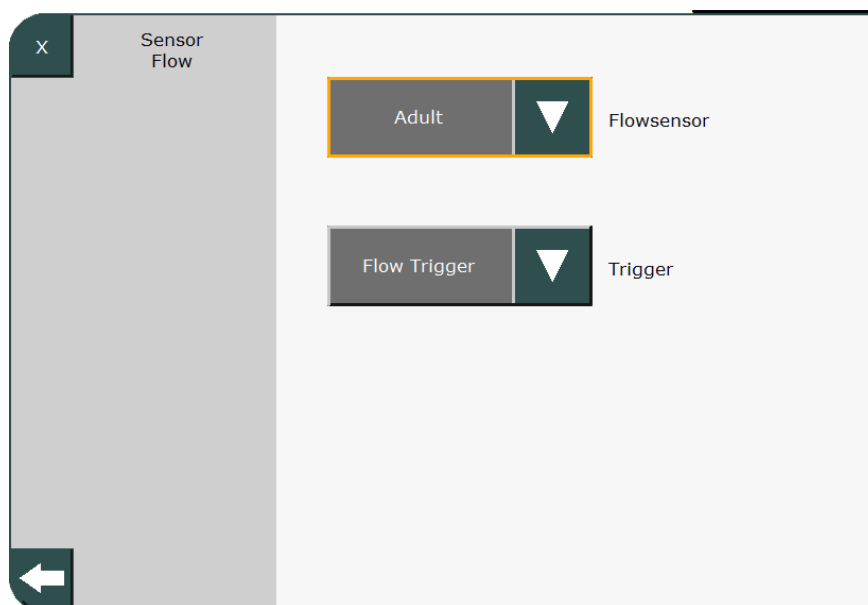 X
Sensor
Flow
Adult
Flowsensor
Flow Trigger
Trigger